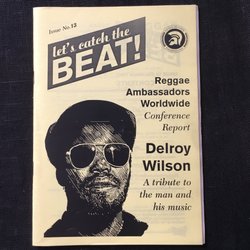 Issue No.13
let's catch the
BEAT!
Reggae
Ambassadors
Worldwide
Conference
Report
Delroy
Wilson
A tribute to
the man and
his music